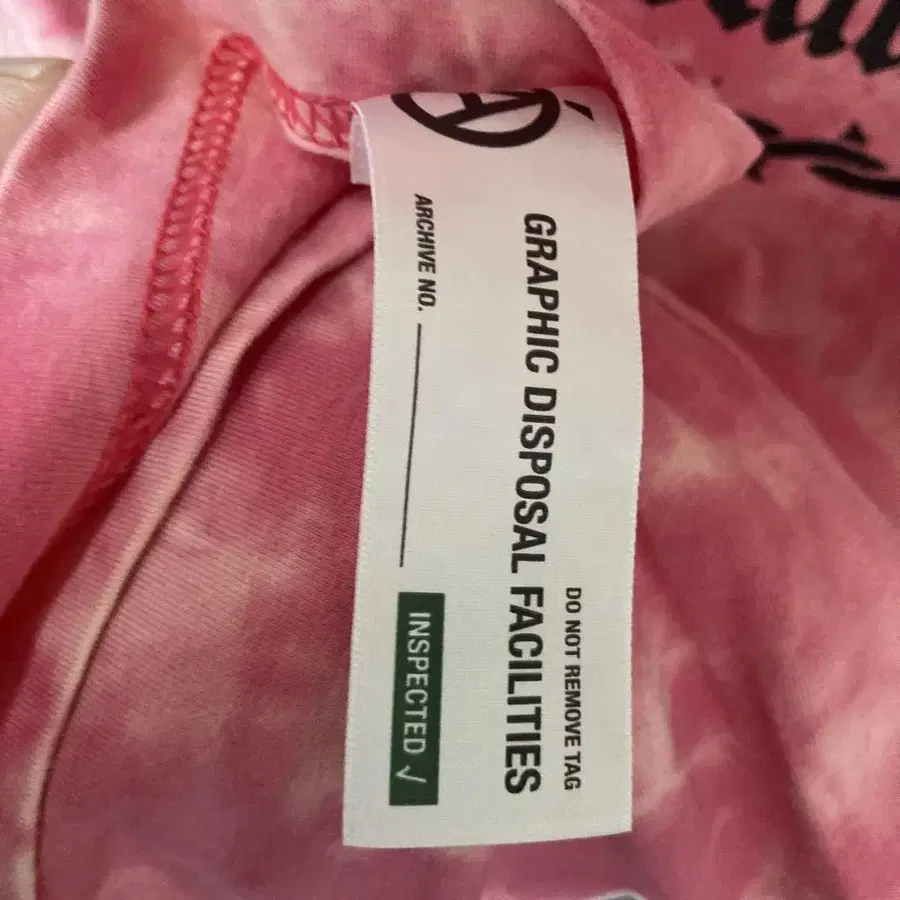 DO NOT REMOVE TAG
GRAPHIC DISPOSAL FACILITIES
ARCHIVE NO.
INSPECTED √